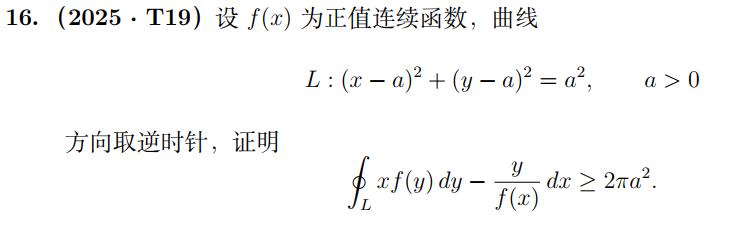 16. (2025 · T19) 设 f(x) 为正值连续函数，曲线
L : (x − a)² + (y − a)² = a², a > 0
方向取逆时针，证明
∮_L xf(y) dy − y/f(x) dx ≥ 2πa².